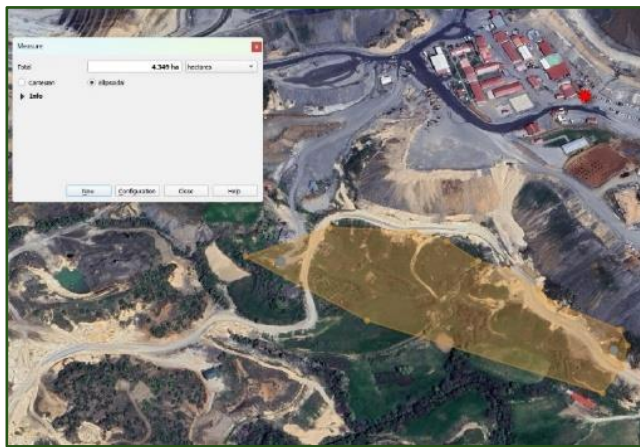 Measure
Total
4.349 ha
hectares
Cartesian
Ellipsoidal
Info
New
Configuration
Close
Help